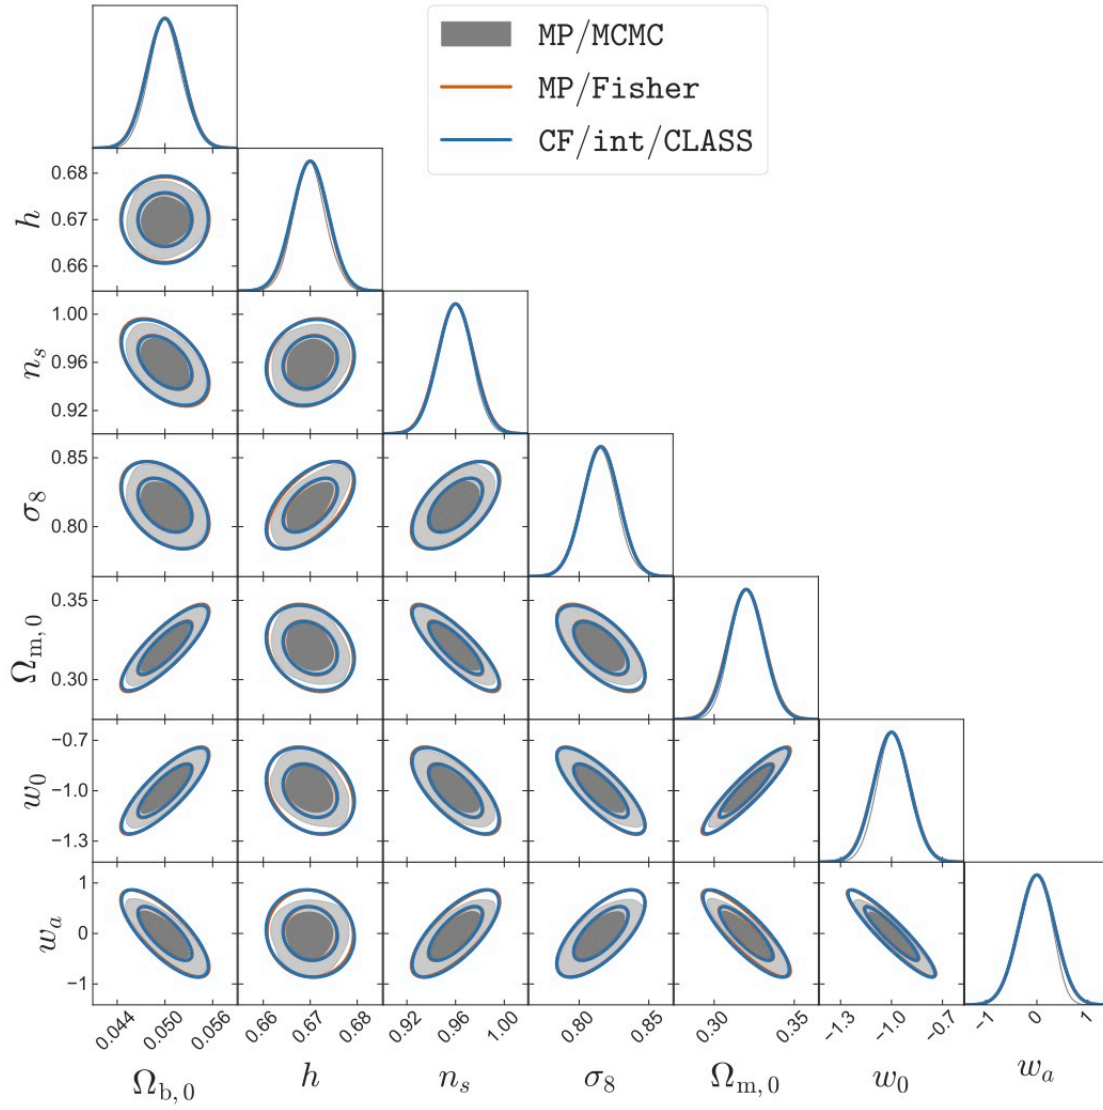 MP/MCMC
MP/Fisher
CF/int/CLASS
0.68
0.67
0.66
h
1.00
0.96
0.92
n_s
0.85
0.80
σ_8
0.35
0.30
Ω_{m, 0}
−0.7
−1.0
−1.3
w_0
1
0
−1
w_a
0.044 0.050 0.056 0.66 0.67 0.68 0.92 0.96 1.00 0.80 0.85 0.30 0.35 −1.3 −1.0 −0.7 −1 0 1
Ω_{b, 0} h n_s σ_8 Ω_{m, 0} w_0 w_a